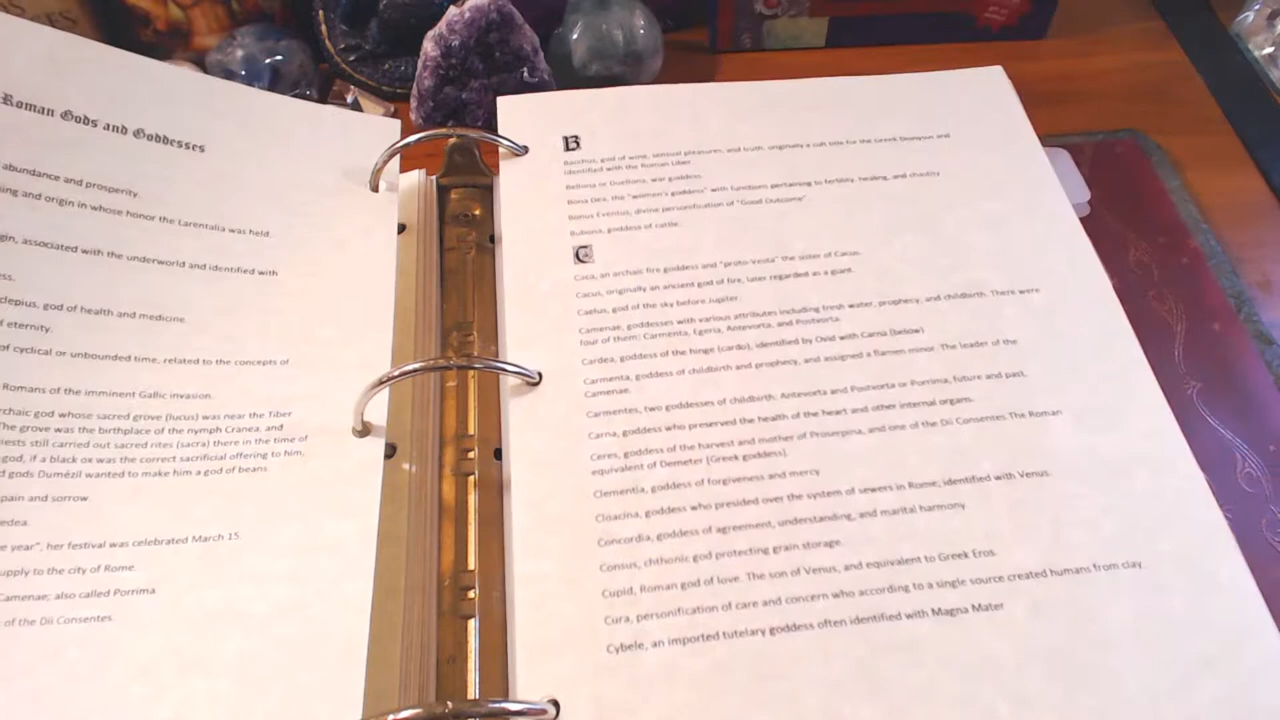 Roman Gods and Goddesses
abundance and prosperity.
ing and origin in whose honor the Larentalia was held.
gin, associated with the underworld and identified with
ss.
clepius, god of health and medicine.
f eternity.
of cyclical or unbounded time, related to the concepts of
Romans of the imminent Gallic invasion.
rchaic god whose sacred grove (lucus) was near the Tiber
The grove was the birthplace of the nymph Cranea, and
iests still carried out sacred rites (sacra) there in the time of
god, if a black ox was the correct sacrificial offering to him,
d gods Dumézil wanted to make him a god of beans
pain and sorrow.
edea.
e year", her festival was celebrated March 15.
upply to the city of Rome.
Camenae; also called Porrima
of the Dii Consentes.
B
Bacchus, god of wine, sensual pleasures, and truth, originally a cult title for the Greek Dionysus and
identified with the Roman Liber.
Bellona or Duellona, war goddess.
Bona Dea, the "women's goddess" with functions pertaining to fertility, healing, and chastity
Bonus Eventus, divine personification of "Good Outcome"
Bubona, goddess of cattle.
C
Caca, an archaic fire goddess and "proto-Vesta" the sister of Cacus.
Cacus, originally an ancient god of fire, later regarded as a giant.
Caelus, god of the sky before Jupiter.
Camenae, goddesses with various attributes including fresh water, prophecy, and childbirth. There were
four of them: Carmenta, Egeria, Antevorta, and Postvorta.
Cardea, goddess of the hinge (cardo), identified by Ovid with Carna (below)
Carmenta, goddess of childbirth and prophecy, and assigned a flamen minor. The leader of the
Camenae.
Carmentes, two goddesses of childbirth: Antevorta and Postvorta or Porrima, future and past.
Carna, goddess who preserved the health of the heart and other internal organs.
Ceres, goddess of the harvest and mother of Proserpina, and one of the Dii Consentes.The Roman
equivalent of Demeter [Greek goddess].
Clementia, goddess of forgiveness and mercy
Cloacina, goddess who presided over the system of sewers in Rome; identified with Venus.
Concordia, goddess of agreement, understanding, and marital harmony
Consus, chthonic god protecting grain storage.
Cupid, Roman god of love. The son of Venus, and equivalent to Greek Eros.
Cura, personification of care and concern who according to a single source created humans from clay
Cybele, an imported tutelary goddess often identified with Magna Mater